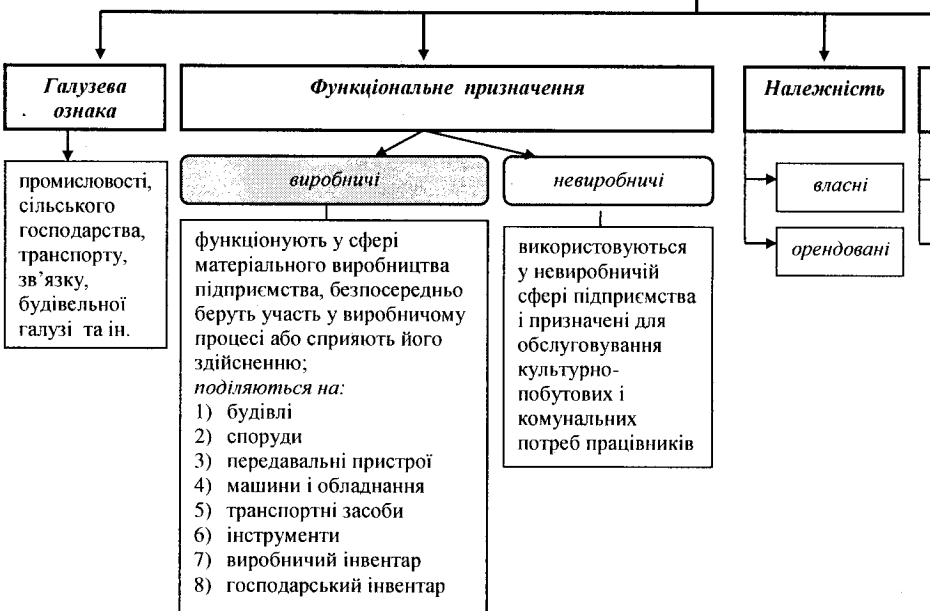 Галузева
ознака
промисловості,
сільського
господарства,
транспорту,
зв’язку,
будівельної
галузі та ін.
Функціональне призначення
виробничі
функціонують у сфері
матеріального виробництва
підприємства, безпосередньо
беруть участь у виробничому
процесі або сприяють його
здійсненню;
поділяються на:
1) будівлі
2) споруди
3) передавальні пристрої
4) машини і обладнання
5) транспортні засоби
6) інструменти
7) виробничий інвентар
8) господарський інвентар
невиробничі
використовуються
у невиробничій
сфері підприємства
і призначені для
обслуговування
культурно-
побутових і
комунальних
потреб працівників
Належність
власні
орендовані